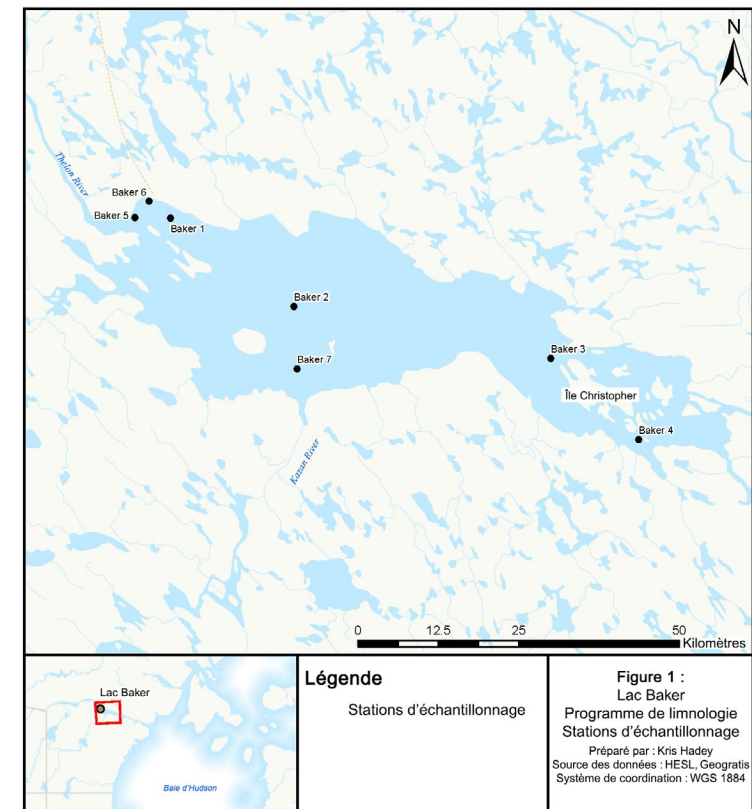 N
Thelon River
Baker 6
Baker 5
Baker 1
Baker 2
Baker 7
Baker 3
Île Christopher
Baker 4
Kazan River
0 12.5 25 50
Kilomètres
Lac Baker
Baie d'Hudson
Légende
Stations d'échantillonnage
Figure 1 :
Lac Baker
Programme de limnologie
Stations d'échantillonnage
Préparé par : Kris Hadey
Source des données : HESL, Geogratis
Système de coordination : WGS 1884